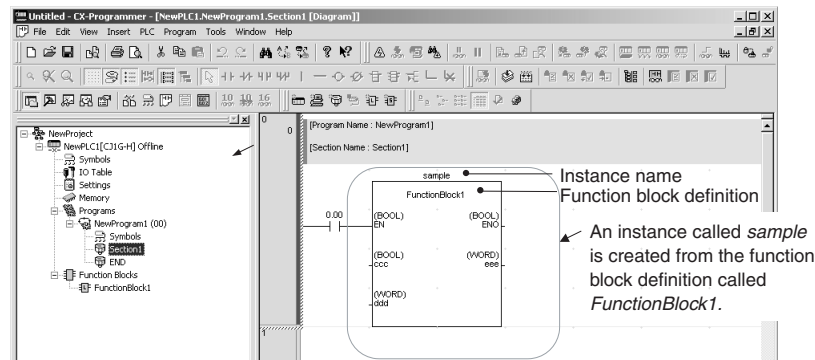 Untitled - CX-Programmer - [NewPLC1.NewProgram1.Section1 [Diagram]]
File Edit View Insert PLC Program Tools Window Help
10 10 16
NewProject
NewPLC1[CJ1G-H] Offline
Symbols
IO Table
Settings
Memory
Programs
NewProgram1 (00)
Symbols
Section1
END
Function Blocks
FunctionBlock1
0
0
[Program Name : NewProgram1]
[Section Name : Section1]
sample
Instance name
FunctionBlock1
Function block definition
0.00
(BOOL)
EN
(BOOL)
ENO
(BOOL)
ccc
(WORD)
eee
(WORD)
ddd
An instance called sample
is created from the function
block definition called
FunctionBlock1.
1